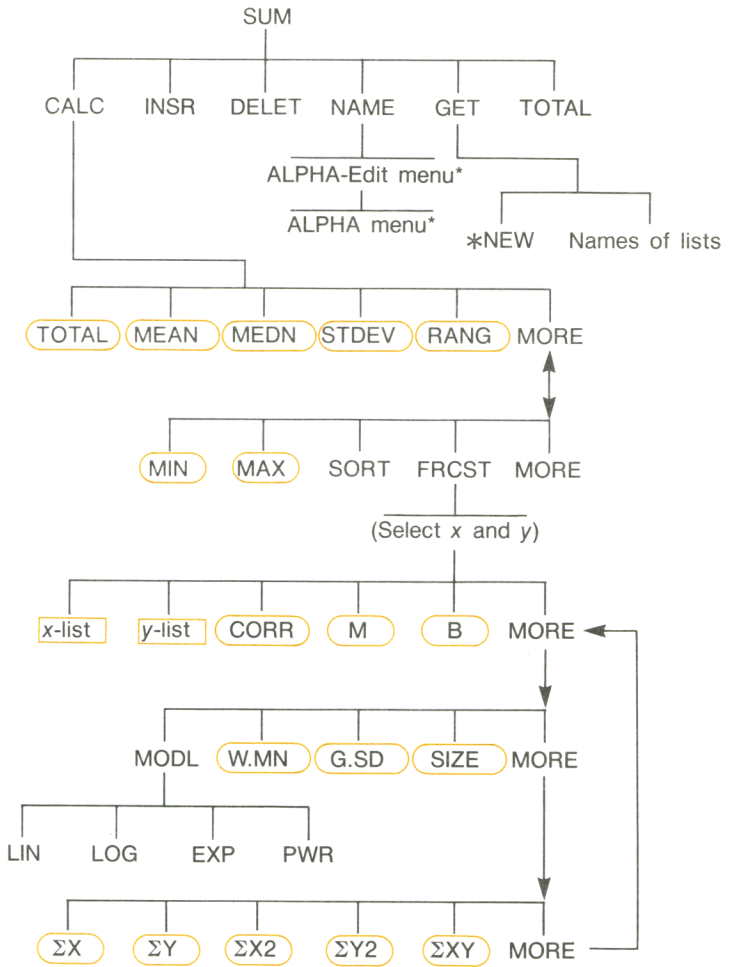 SUM
CALC INSR DELET NAME GET TOTAL
ALPHA-Edit menu*
ALPHA menu*
*NEW Names of lists
TOTAL MEAN MEDN STDEV RANG MORE
MIN MAX SORT FRCST MORE
(Select x and y)
x-list y-list CORR M B MORE
MODL W.MN G.SD SIZE MORE
LIN LOG EXP PWR
ΣX ΣY ΣX2 ΣY2 ΣXY MORE